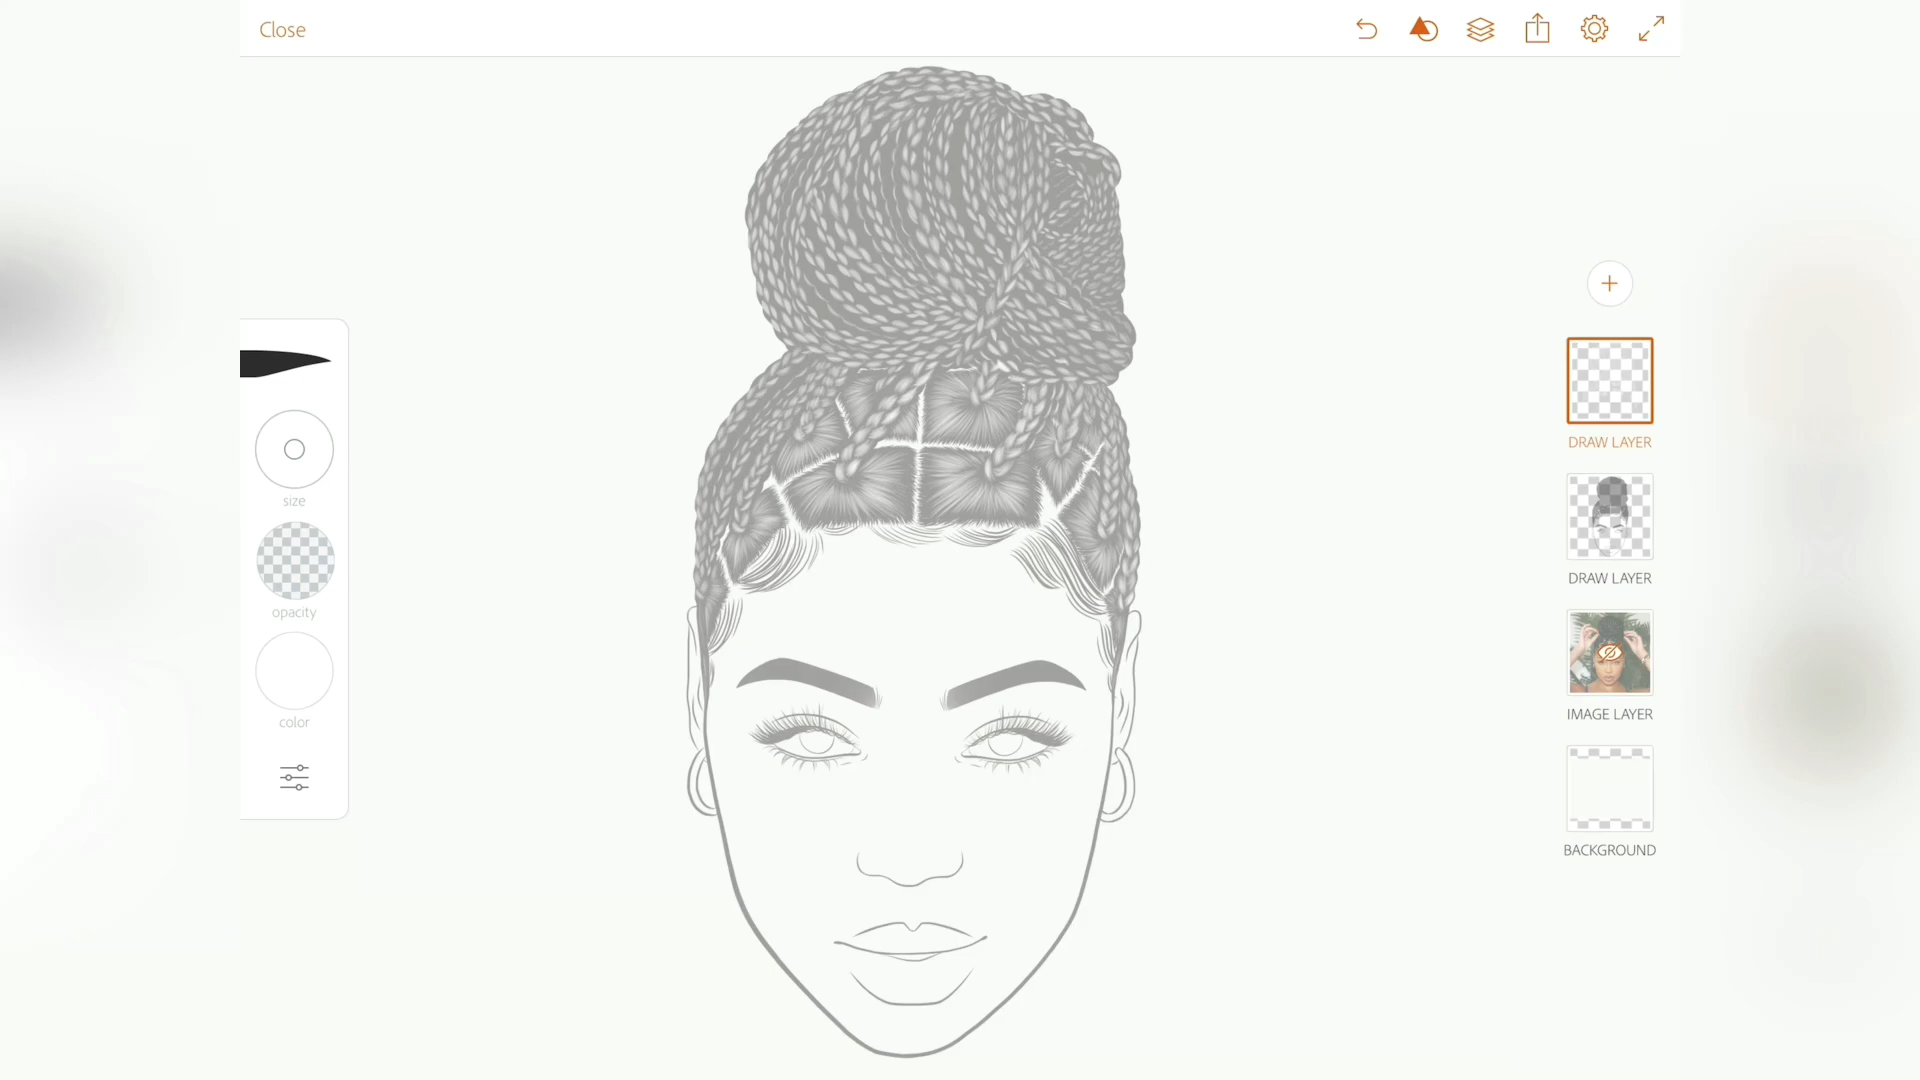 Close
size
opacity
color
DRAW LAYER
DRAW LAYER
IMAGE LAYER
BACKGROUND